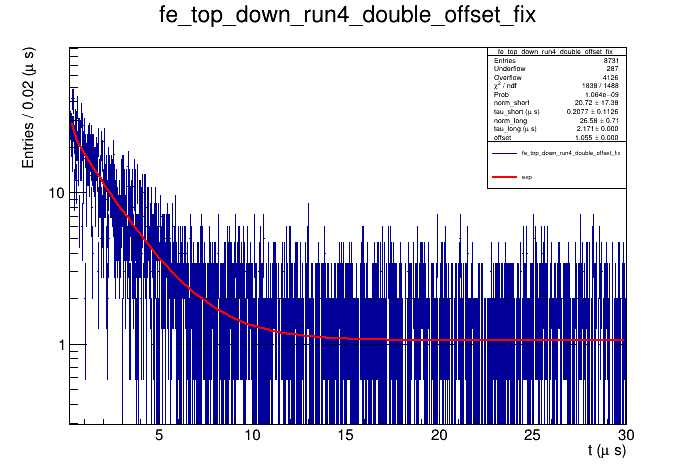 fe_top_down_run4_double_offset_fix
Entries / 0.02 (μ s)
fe_top_down_run4_double_offset_fix
Entries 8731
Underflow 287
Overflow 4126
χ² / ndf 1839 / 1488
Prob 1.064e−09
norm_short 20.72 ± 17.38
tau_short (μ s) 0.2077 ± 0.1126
norm_long 26.58 ± 0.71
tau_long (μ s) 2.171 ± 0.000
offset 1.055 ± 0.000
fe_top_down_run4_double_offset_fix
exp
10
1
5 10 15 20 25 30
t (μ s)